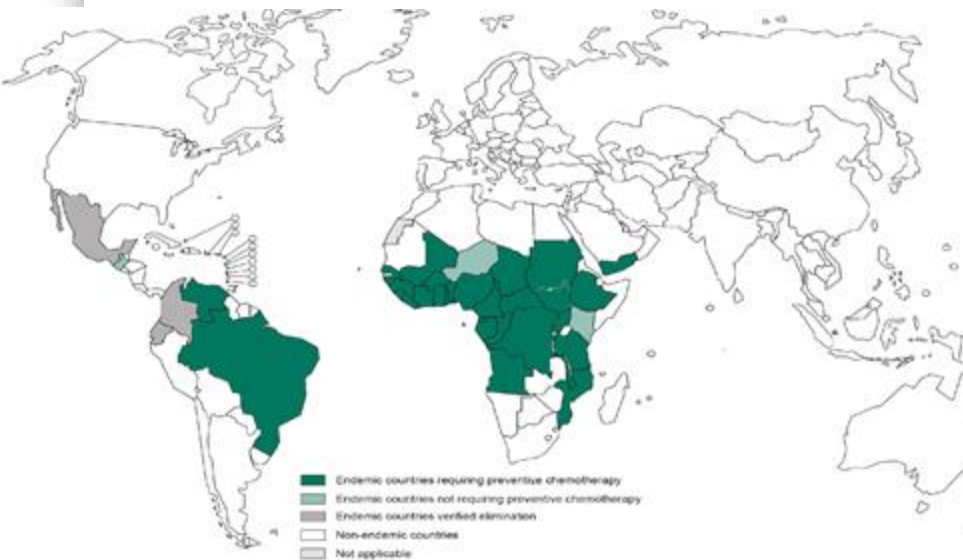 Endemic countries requiring preventive chemotherapy
Endemic countries not requiring preventive chemotherapy
Endemic countries verified elimination
Non-endemic countries
Not applicable